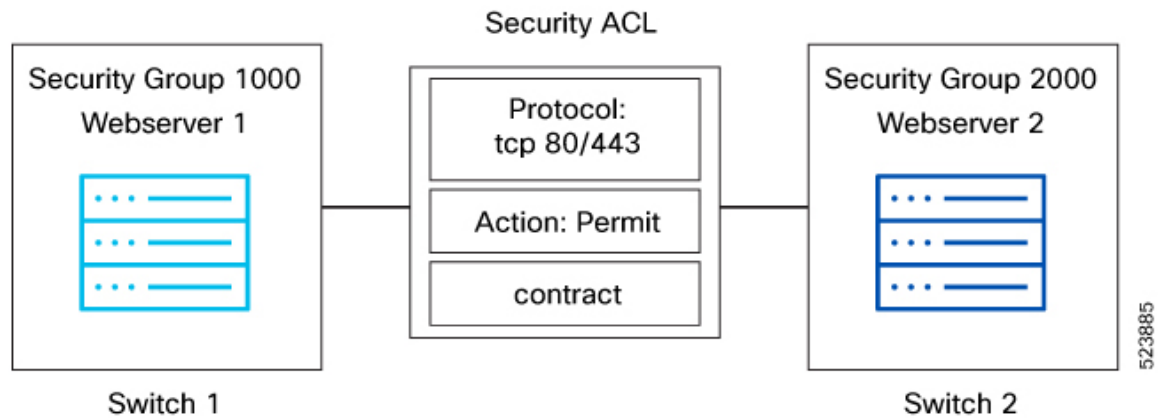 Security ACL
Security Group 1000
Webserver 1
Switch 1
Protocol:
tcp 80/443
Action: Permit
contract
Security Group 2000
Webserver 2
Switch 2
523885